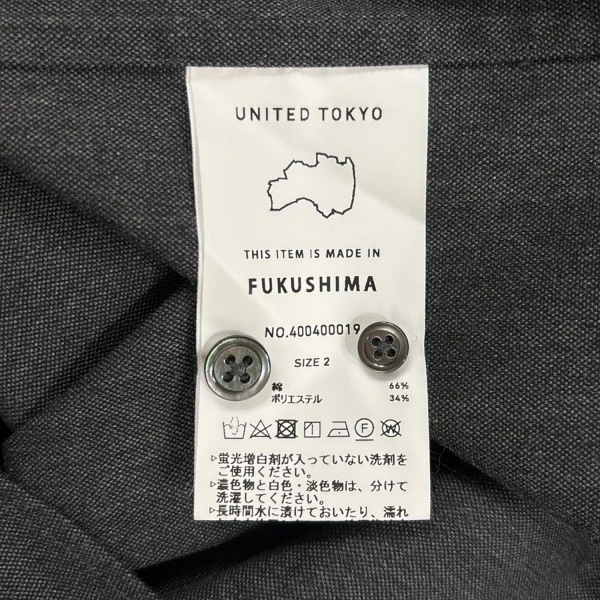 UNITED TOKYO
THIS ITEM IS MADE IN
FUKUSHIMA
NO.400400019
SIZE 2
綿 66%
ポリエステル 34%
▷蛍光増白剤が入っていない洗剤を
ご使用ください。
▷濃色物と白色・淡色物は、分けて
洗濯してください。
▷長時間水に漬けておいたり、濡れ